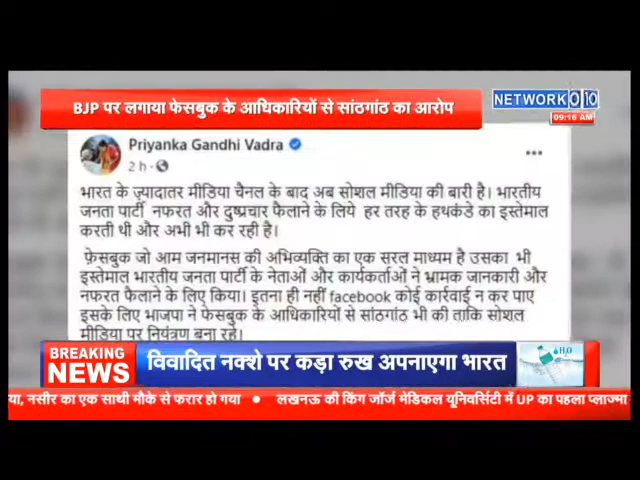 BJP पर लगाया फेसबुक के आधिकारियों से सांठगांठ का आरोप
NETWORK 10
09:16 AM
Priyanka Gandhi Vadra
2 h
भारत के ज़्यादातर मीडिया चैनल के बाद अब सोशल मीडिया की बारी है। भारतीय
जनता पार्टी नफरत और दुष्प्रचार फैलाने के लिये हर तरह के हथकंडे का इस्तेमाल
करती थी और अभी भी कर रही है।
फ़ेसबुक जो आम जनमानस की अभिव्यक्ति का एक सरल माध्यम है उसका भी
इस्तेमाल भारतीय जनता पार्टी के नेताओं और कार्यकर्ताओं ने भ्रामक जानकारी और
नफरत फैलाने के लिए किया। इतना ही नहीं facebook कोई कार्रवाई न कर पाए
इसके लिए भाजपा ने फेसबुक के आधिकारियों से सांठगांठ भी की ताकि सोशल
मीडिया पर नियंत्रण बना रहे।
BREAKING
NEWS
विवादित नक्शे पर कड़ा रुख अपनाएगा भारत
H₂O
या, नसीर का एक साथी मौके से फरार हो गया ● लखनऊ की किंग जॉर्ज मेडिकल यूनिवर्सिटी में UP का पहला प्लाज्मा